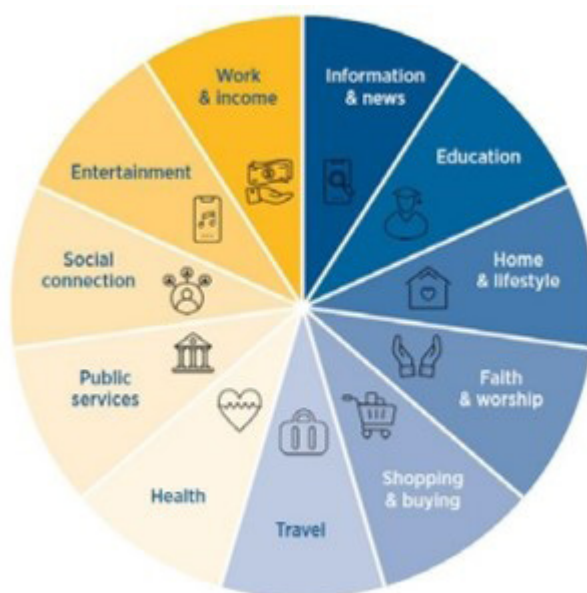 Work
& income
Information
& news
Entertainment
Education
Social
connection
Home
& lifestyle
Public
services
Faith
& worship
Health
Travel
Shopping
& buying